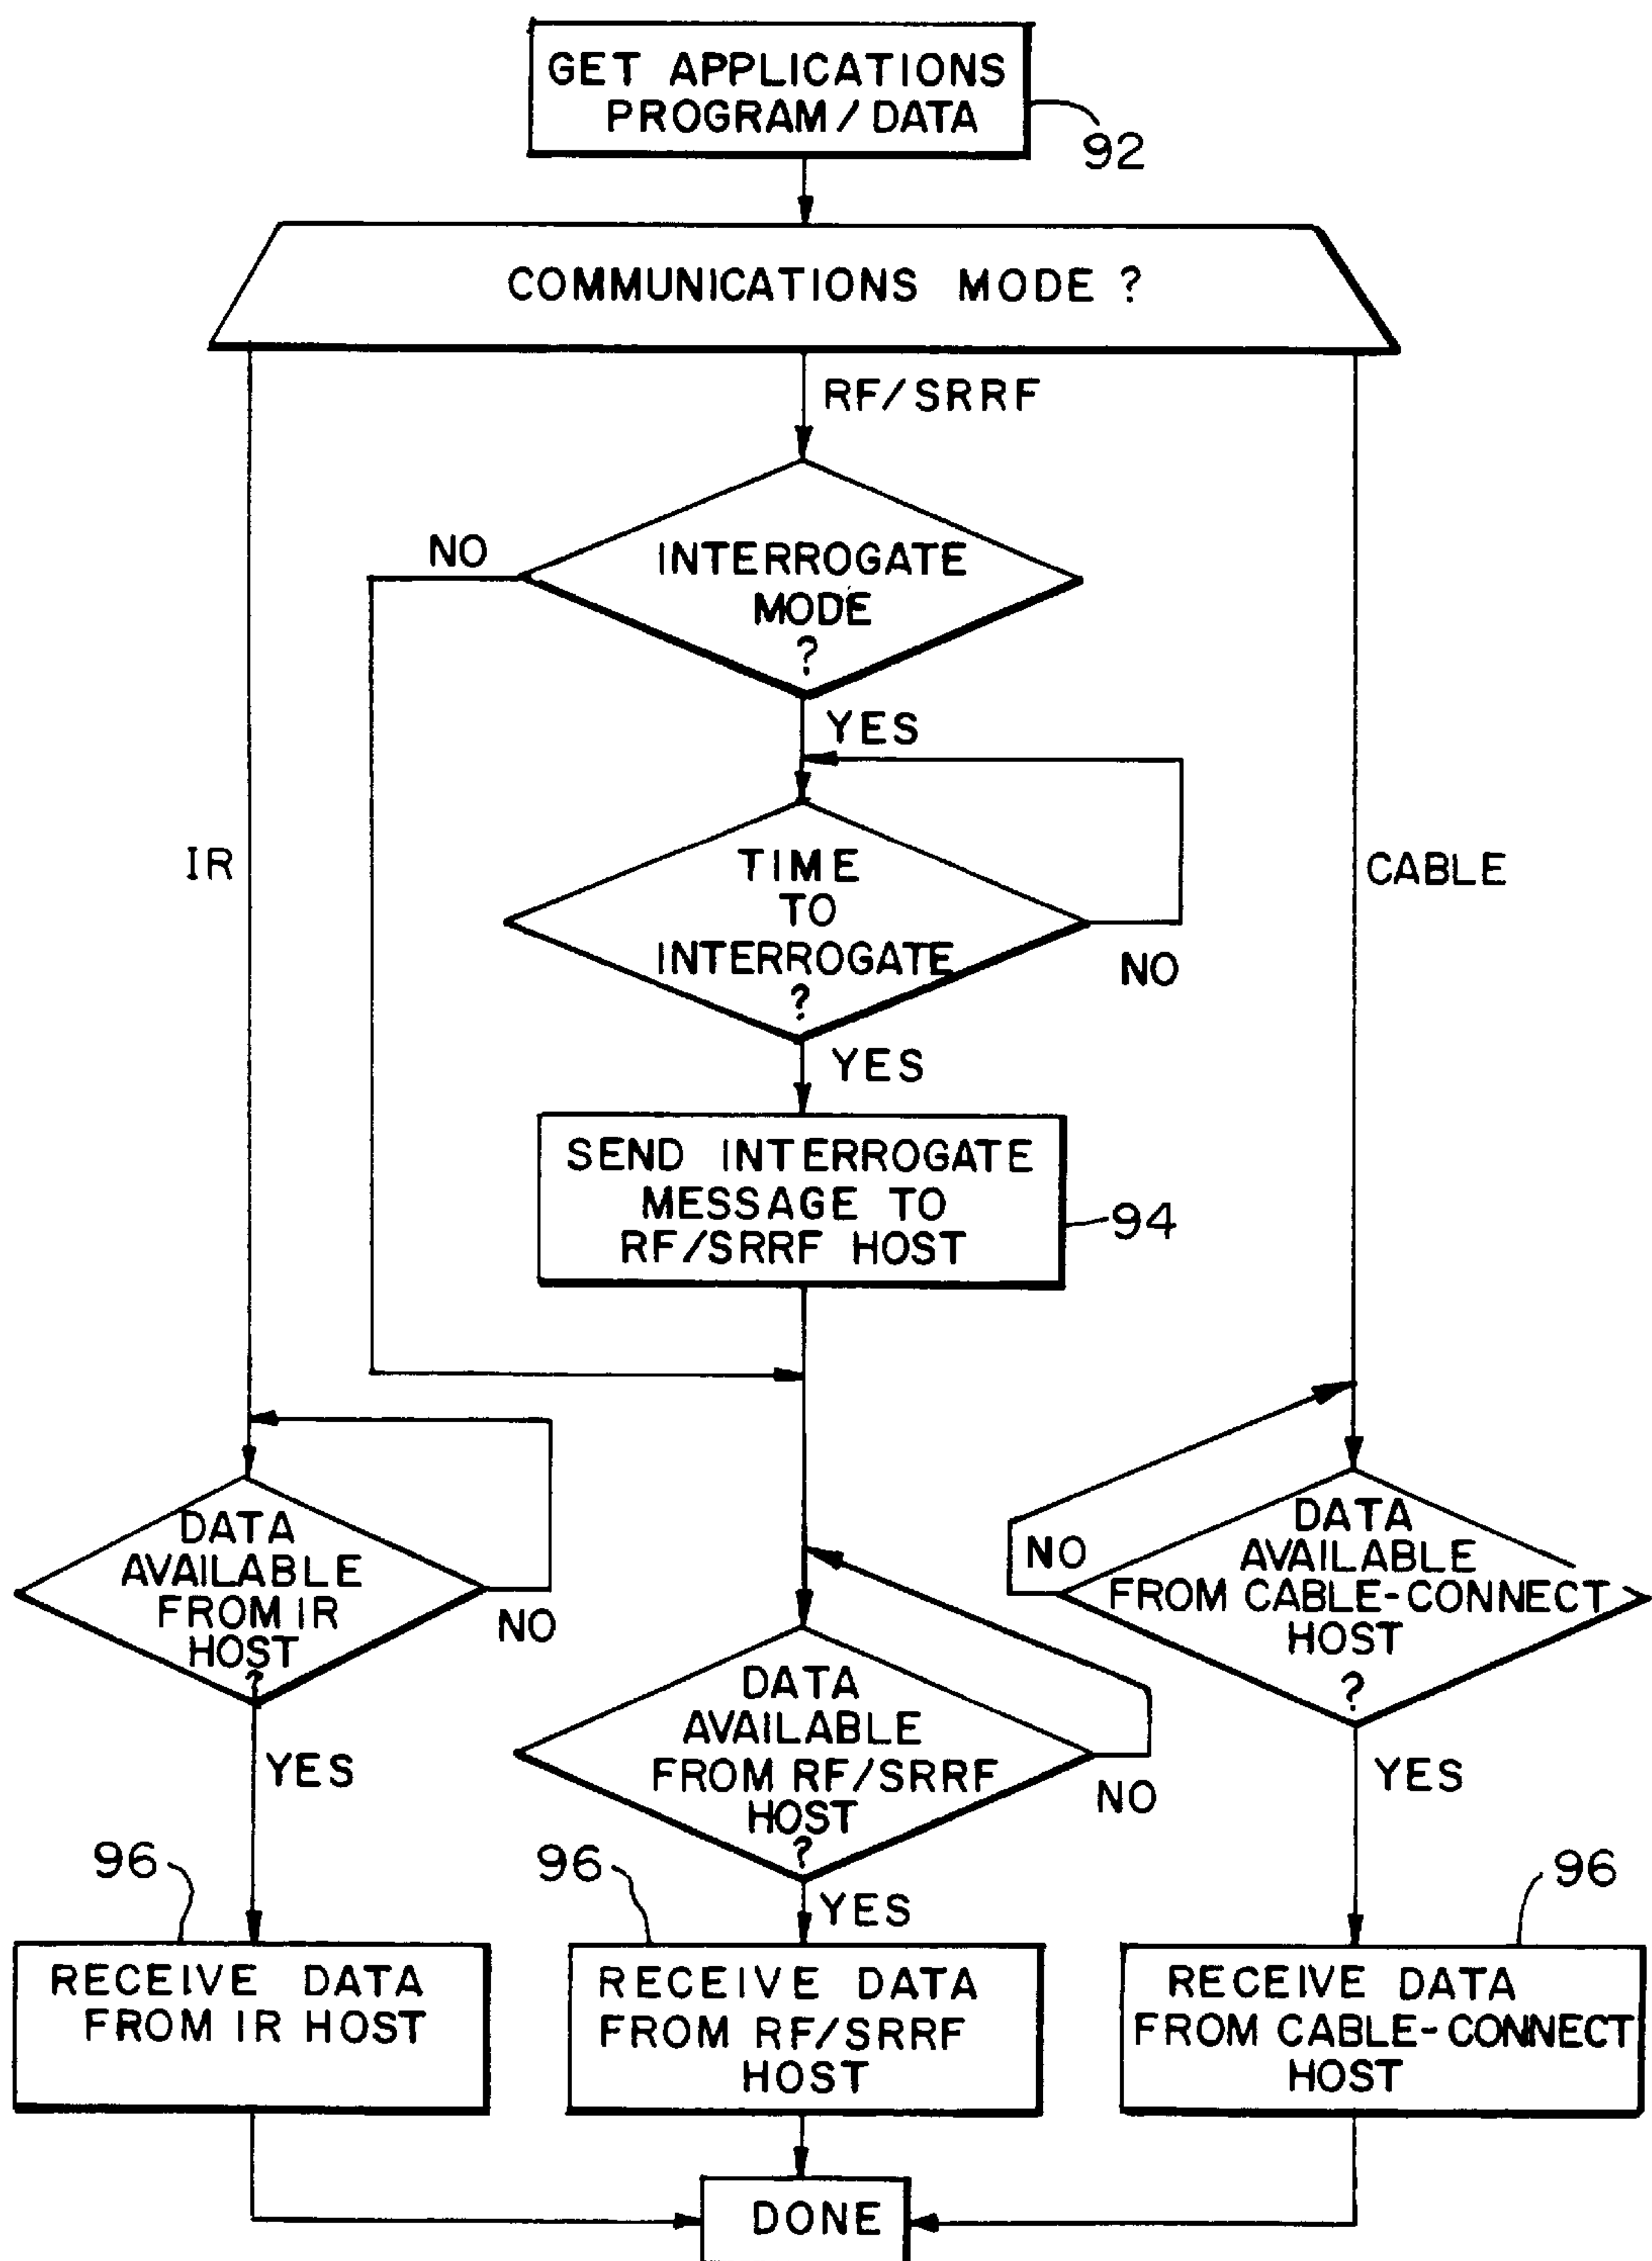 GET APPLICATIONS
PROGRAM / DATA
92
COMMUNICATIONS MODE ?
RF/SRRF
NO
INTERROGATE
MODE
?
YES
IR
CABLE
TIME
TO
INTERROGATE
?
NO
YES
SEND INTERROGATE
MESSAGE TO
RF/SRRF HOST
94
DATA
AVAILABLE
FROM IR
HOST
?
NO
YES
DATA
AVAILABLE
FROM RF/SRRF
HOST
?
NO
YES
NO
DATA
AVAILABLE
FROM CABLE-CONNECT
HOST
?
YES
96
RECEIVE DATA
FROM IR HOST
96
RECEIVE DATA
FROM RF/SRRF
HOST
96
RECEIVE DATA
FROM CABLE-CONNECT
HOST
DONE